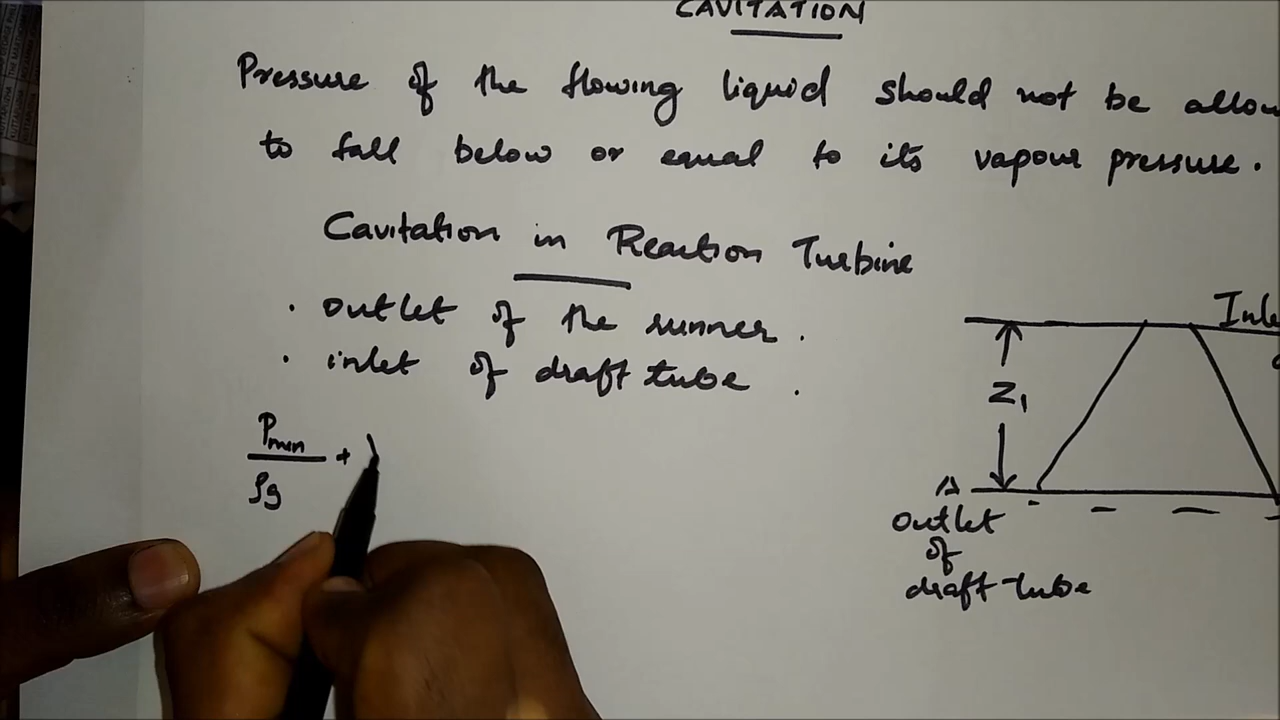 CAVITATION
Pressure of the flowing liquid should not be allow
to fall below or equal to its vapour pressure.
Cavitation in Reaction Turbine
· outlet of the runner.
· inlet of draft tube.
Pmin
ρg
+
Inle
Z1
A
outlet
of
draft-tube